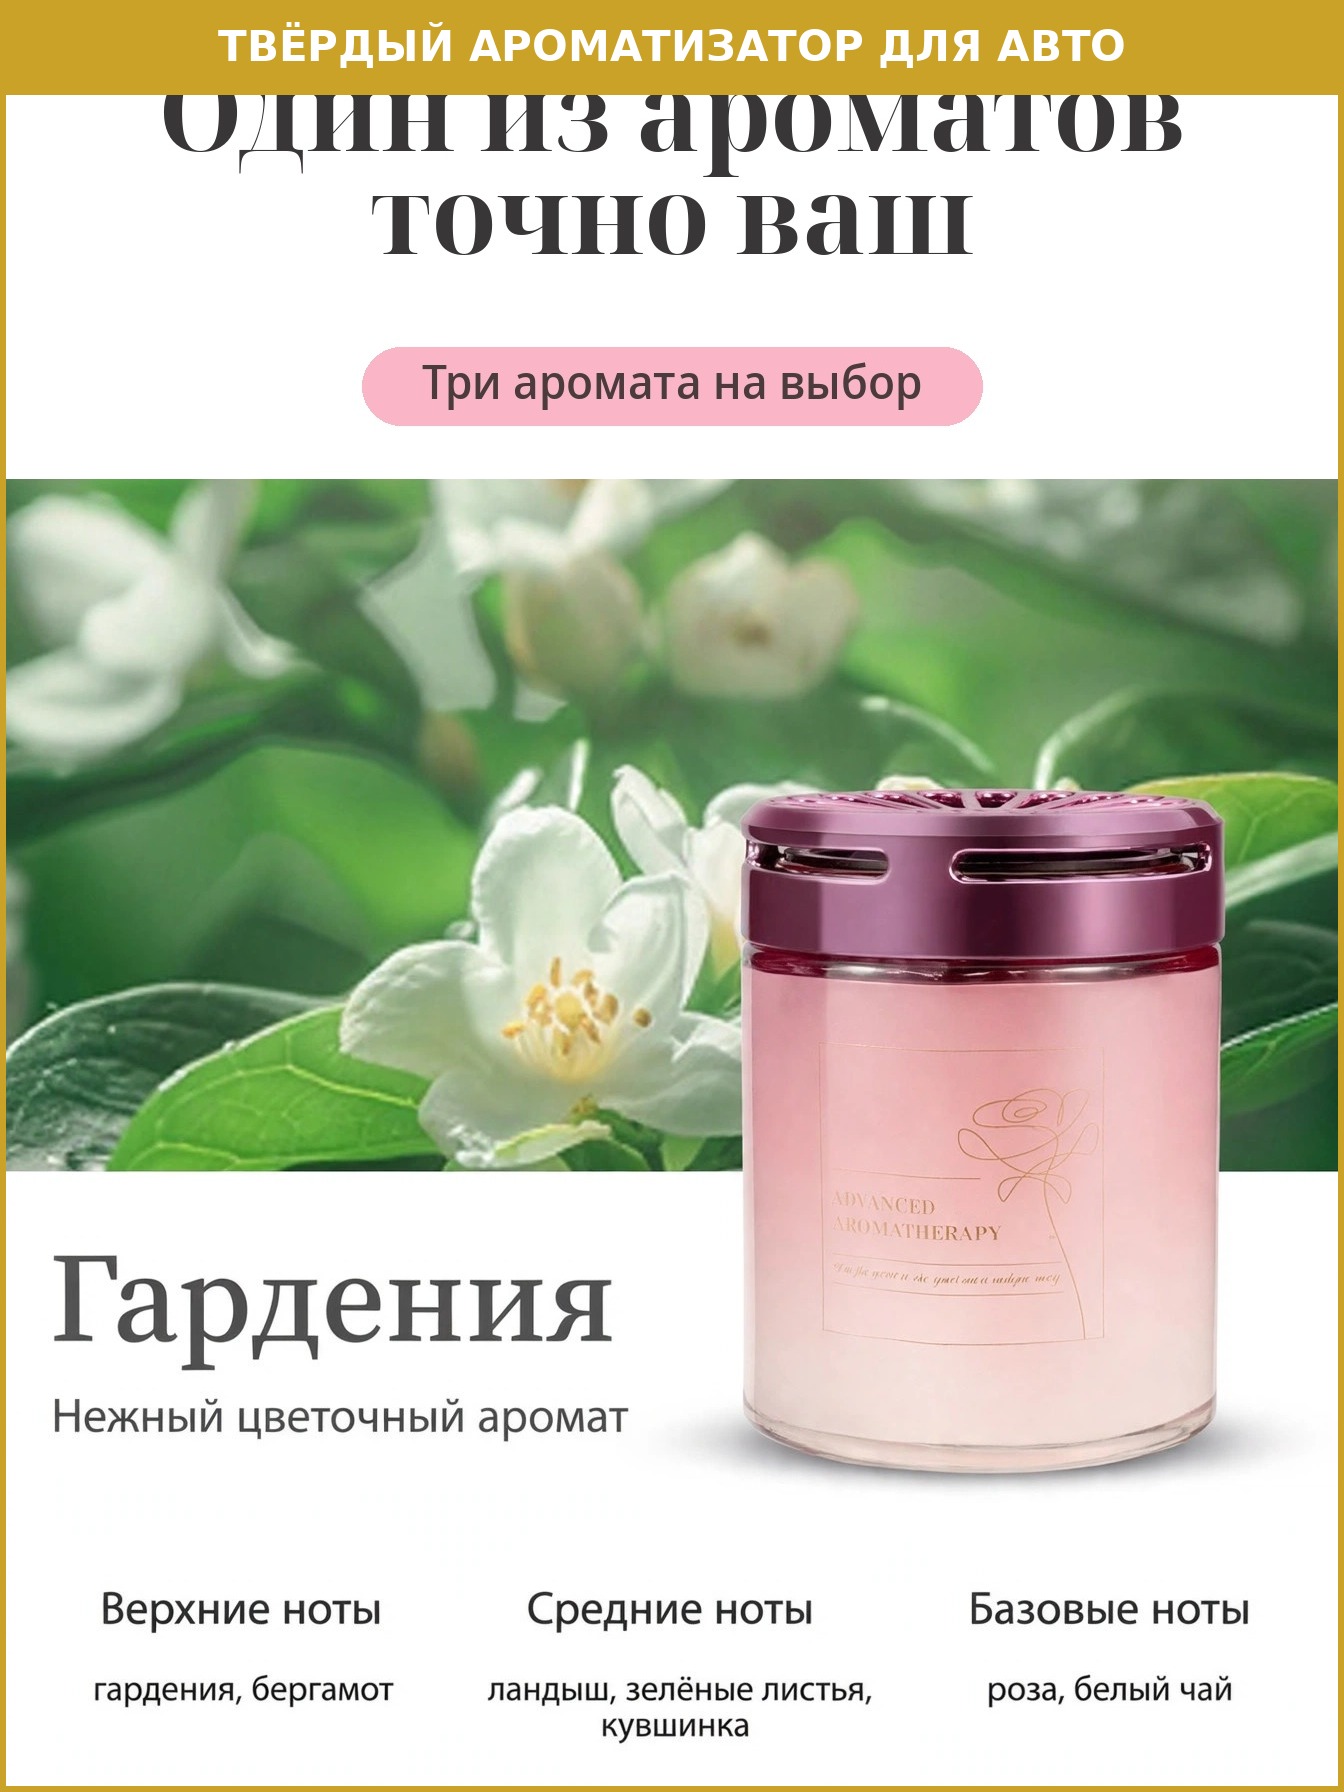 ТВЁРДЫЙ АРОМАТИЗАТОР ДЛЯ АВТО
Один из ароматов
точно ваш
Три аромата на выбор
ADVANCED
AROMATHERAPY
Гардения
Нежный цветочный аромат
Верхние ноты
Средние ноты
Базовые ноты
гардения, бергамот
ландыш, зелёные листья,
кувшинка
роза, белый чай